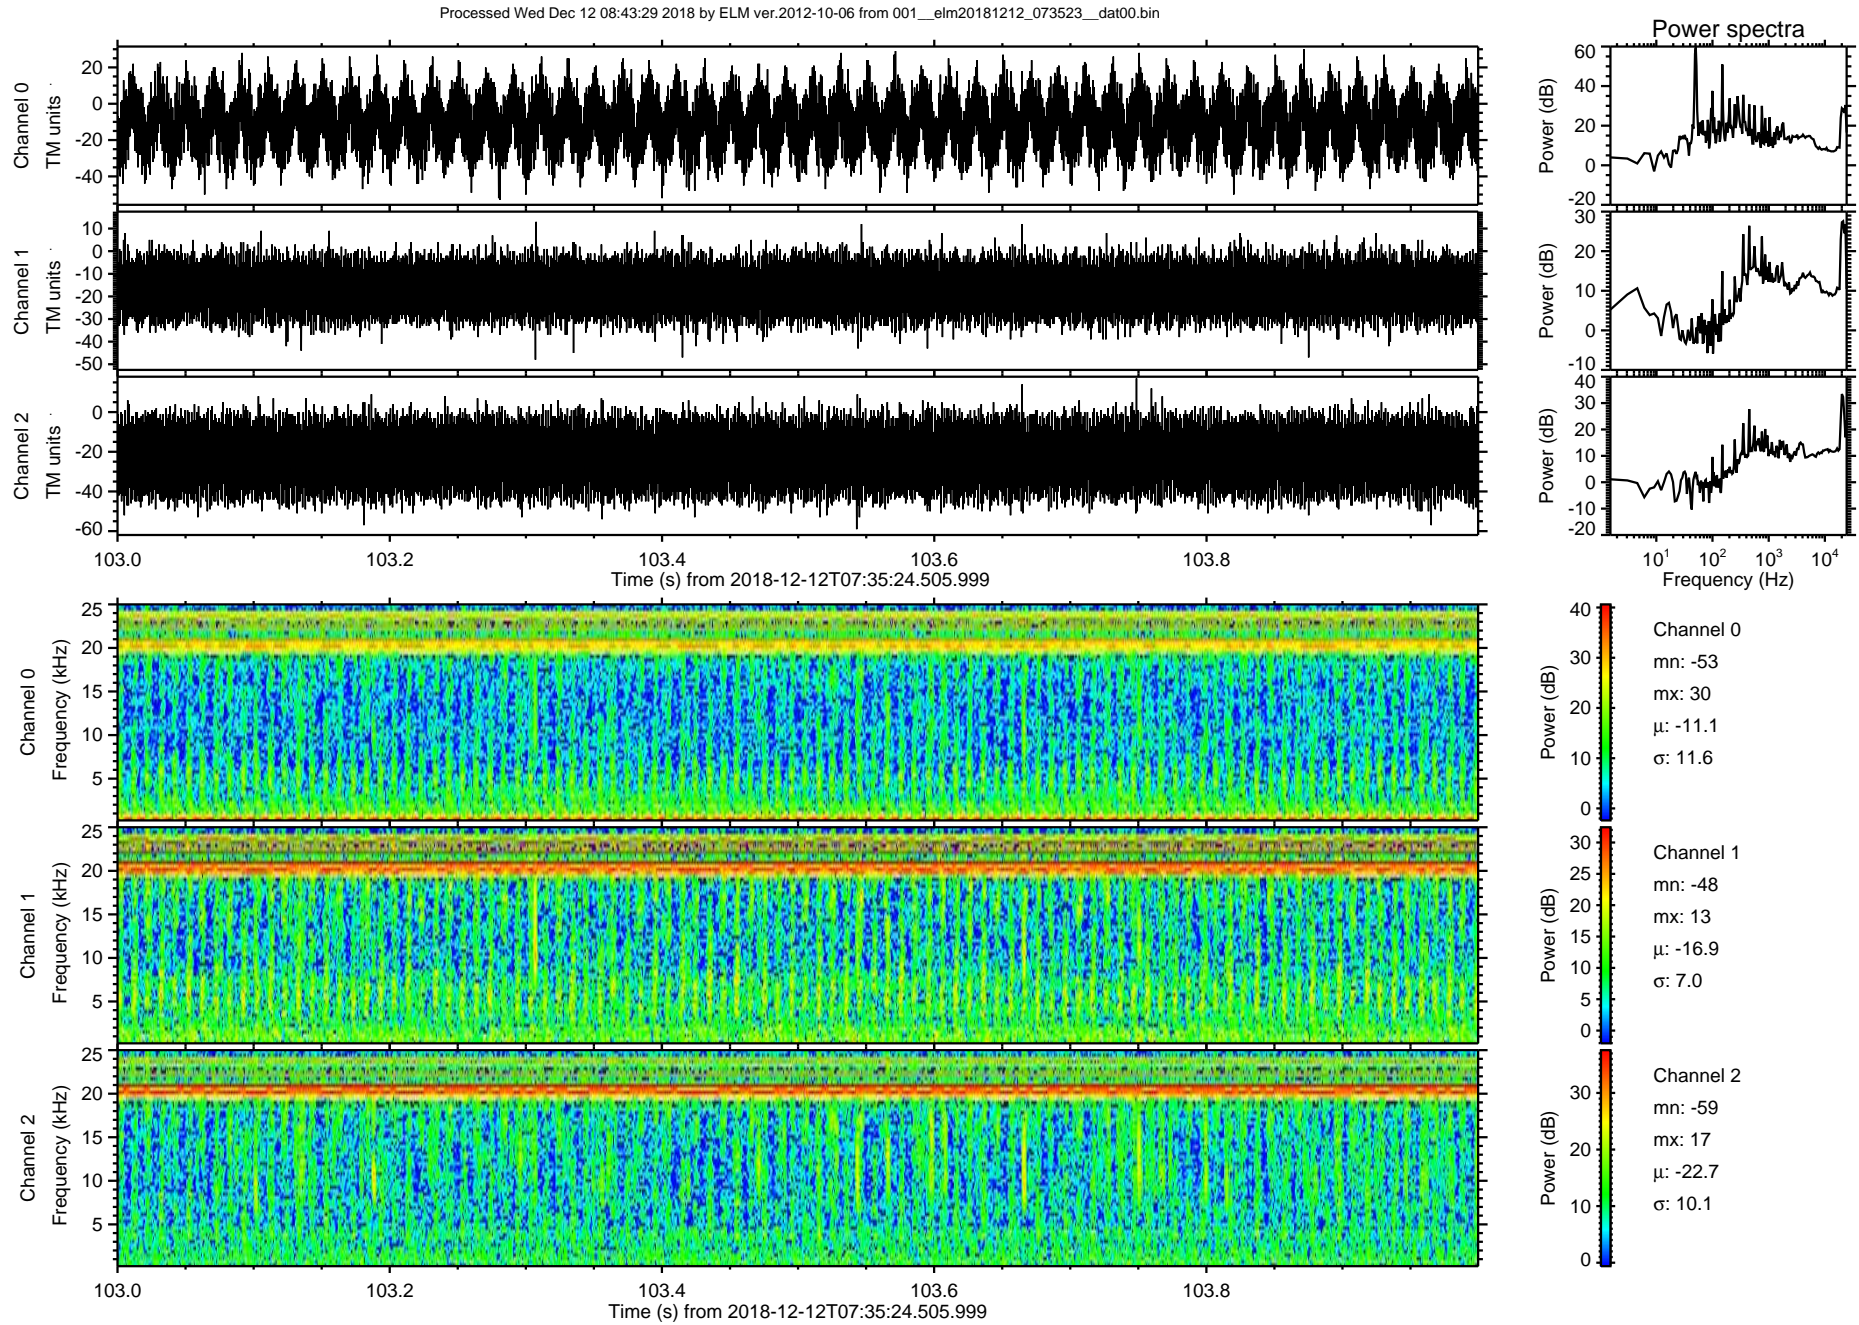 Processed Wed Dec 12 08:43:29 2018 by ELM ver.2012-10-06 from 001__elm20181212_073523__dat00.bin
Power spectra
Channel 0
TM units
20
0
-20
-40
Power (dB)
60
40
20
0
-20
Channel 1
TM units
10
0
-10
-20
-30
-40
-50
Power (dB)
30
20
10
0
-10
Channel 2
TM units
0
-20
-40
-60
Power (dB)
40
30
20
10
0
-10
-20
103.0 103.2 103.4 103.6 103.8
Time (s) from 2018-12-12T07:35:24.505.999
10¹ 10² 10³ 10⁴
Frequency (Hz)
Channel 0
Frequency (kHz)
25
20
15
10
5
Power (dB)
40
30
20
10
0
Channel 0
mn: -53
mx: 30
μ: -11.1
σ: 11.6
Channel 1
Frequency (kHz)
25
20
15
10
5
Power (dB)
30
25
20
15
10
5
0
Channel 1
mn: -48
mx: 13
μ: -16.9
σ: 7.0
Channel 2
Frequency (kHz)
25
20
15
10
5
Power (dB)
30
20
10
0
Channel 2
mn: -59
mx: 17
μ: -22.7
σ: 10.1
103.0 103.2 103.4 103.6 103.8
Time (s) from 2018-12-12T07:35:24.505.999